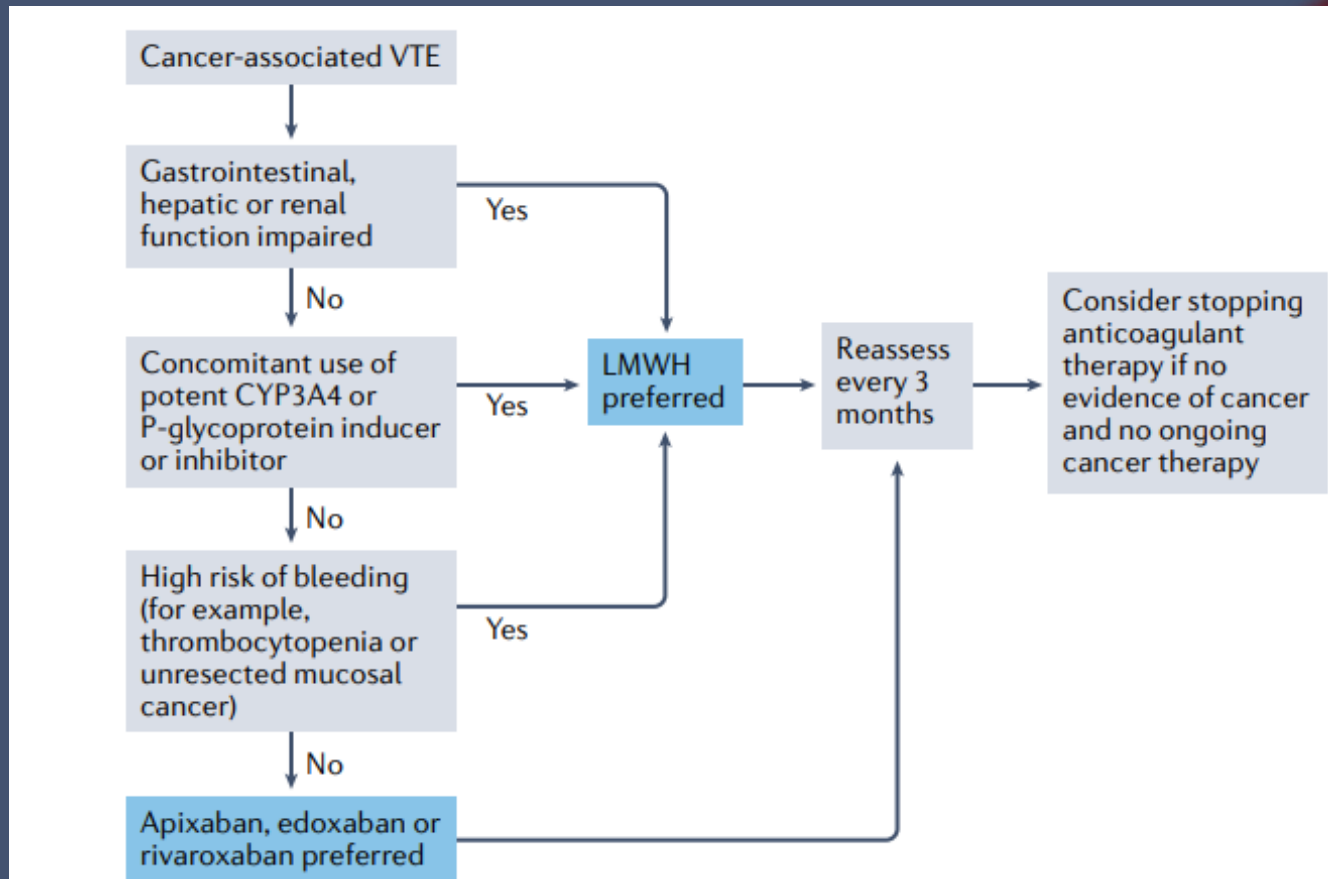 Cancer-associated VTE
Gastrointestinal,
hepatic or renal
function impaired
Yes
No
Concomitant use of
potent CYP3A4 or
P-glycoprotein inducer
or inhibitor
Yes
No
High risk of bleeding
(for example,
thrombocytopenia or
unresected mucosal
cancer)
Yes
No
Apixaban, edoxaban or
rivaroxaban preferred
LMWH
preferred
Reassess
every 3
months
Consider stopping
anticoagulant
therapy if no
evidence of cancer
and no ongoing
cancer therapy